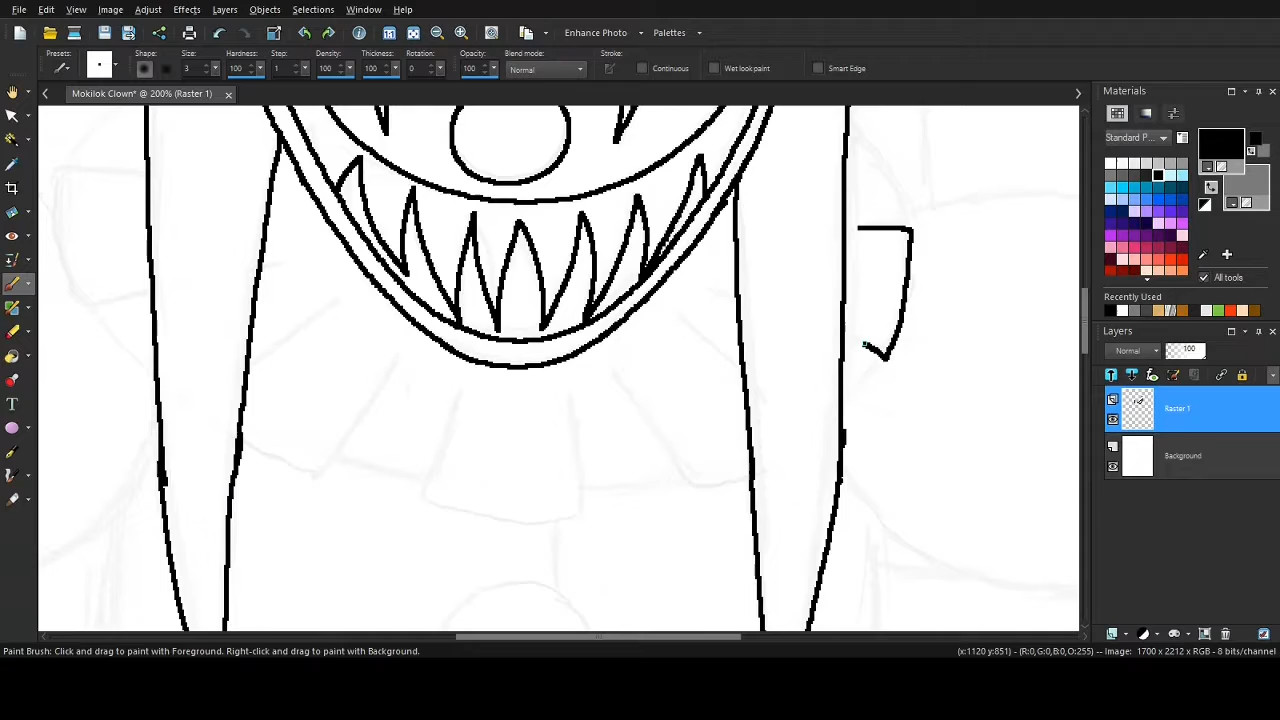 File Edit View Image Adjust Effects Layers Objects Selections Window Help
Enhance Photo Palettes
Presets: Shape: Size: Hardness: Step: Density: Thickness: Rotation: Opacity: Blend mode: Stroke:
3 100 1 100 100 0 100 Normal Continuous Wet look paint Smart Edge
Mokilok Clown* @ 200% (Raster 1)
Materials
Standard P...
All tools
Recently Used
Layers
Normal 100
Raster 1
Background
Paint Brush: Click and drag to paint with Foreground. Right-click and drag to paint with Background.
(x:1120 y:851) - (R:0,G:0,B:0,O:255) -- Image: 1700 x 2212 x RGB - 8 bits/channel